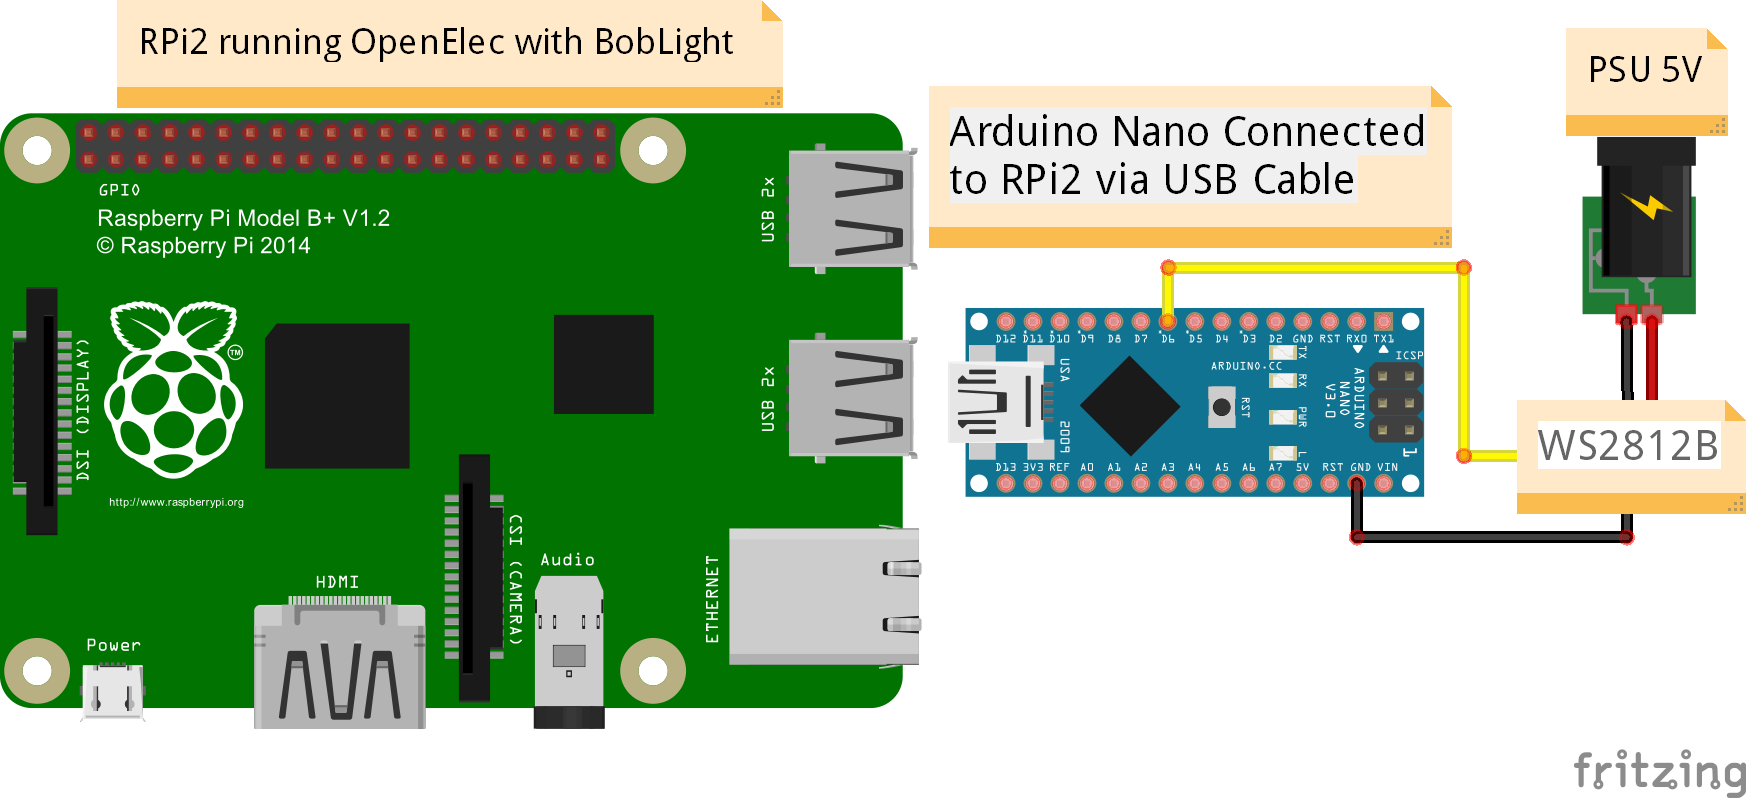 RPi2 running OpenElec with BobLight
PSU 5V
Arduino Nano Connected
to RPi2 via USB Cable
GPIO
Raspberry Pi Model B+ V1.2
© Raspberry Pi 2014
USB 2x
USB 2x
DSI (DISPLAY)
TM
http://www.raspberrypi.org
CSI (CAMERA)
Audio
HDMI
ETHERNET
Power
D12 D11 D10 D9 D8 D7 D6 D5 D4 D3 D2 GND RST RX0 TX1
ICSP
ARDUINO.CC
USA
2009
RST
TX
RX
PWR
L
ARDUINO
NANO
V3.0
1
D13 3V3 REF A0 A1 A2 A3 A4 A5 A6 A7 5V RST GND VIN
WS2812B
fritzing